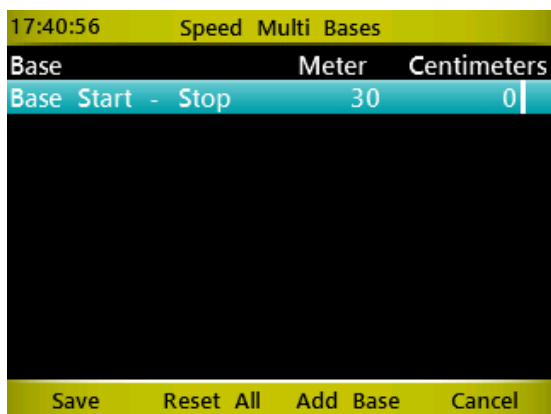 17:40:56 Speed Multi Bases
Base Meter Centimeters
Base Start - Stop 30 0
Save Reset All Add Base Cancel